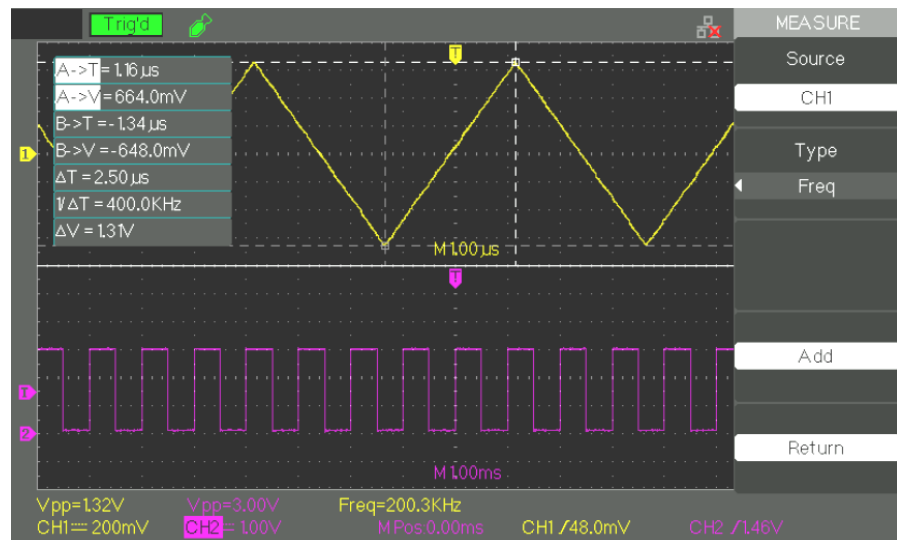 Trig'd
MEASURE
Source
CH1
Type
Freq
Add
Return
T
A->T=1.16µs
A->V=664.0mV
B->T=-1.34µs
B->V=-648.0mV
ΔT=2.50µs
1/ΔT=400.0KHz
ΔV=1.31V
1
M 1.00µs
T
T
2
M 1.00ms
Vpp=1.32V Vpp=3.00V Freq=200.3KHz
CH1 200mV CH2 = 1.00V MPos:0.00ms CH1 /48.0mV CH2 /1.46V